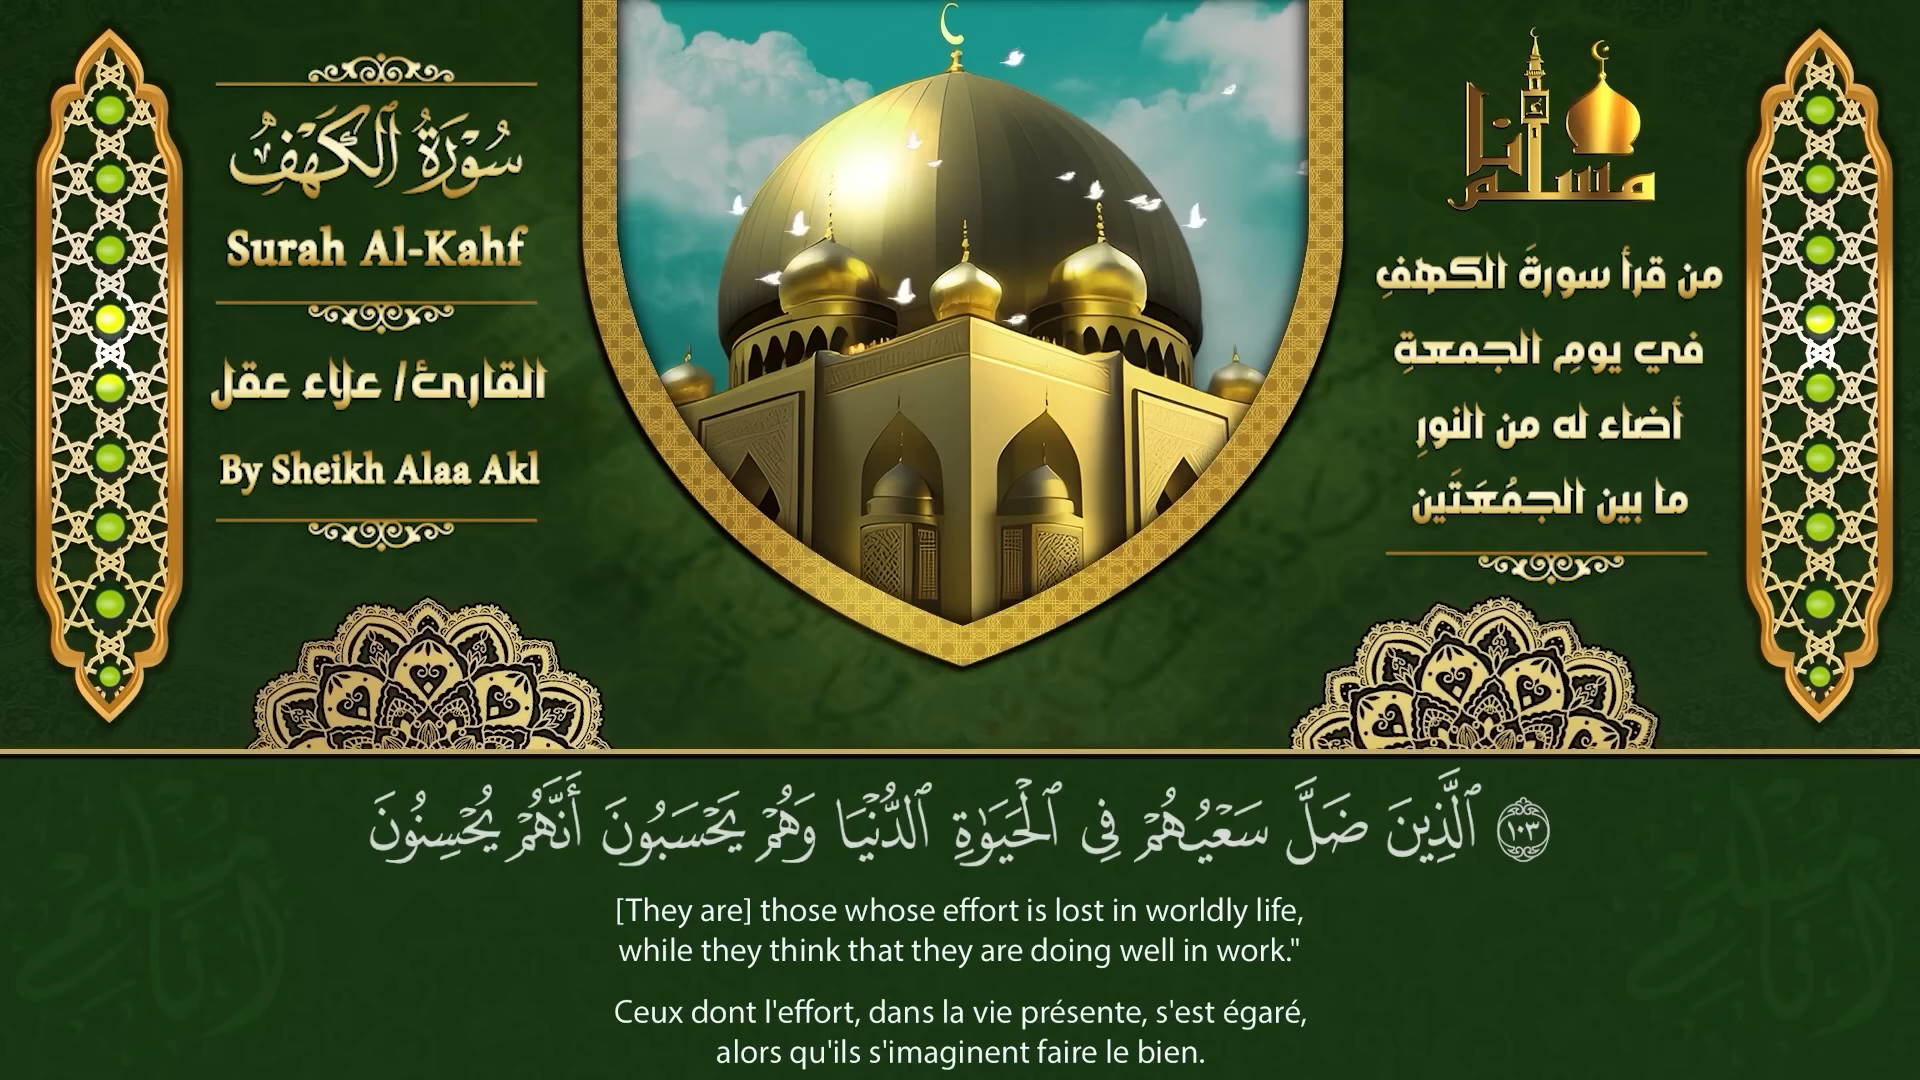 سُورَةُ الكَهْفِ
Surah Al-Kahf
القارئ / علاء عقل
By Sheikh Alaa Akl
أنا مسلم
من قرأ سورةَ الكهفِ
في يومِ الجمعةِ
أضاء له من النورِ
ما بين الجمُعَتَين
١٠٣ ٱلَّذِينَ ضَلَّ سَعْيُهُمْ فِى ٱلْحَيَوٰةِ ٱلدُّنْيَا وَهُمْ يَحْسَبُونَ أَنَّهُمْ يُحْسِنُونَ
[They are] those whose effort is lost in worldly life,
while they think that they are doing well in work."
Ceux dont l'effort, dans la vie présente, s'est égaré,
alors qu'ils s'imaginent faire le bien.